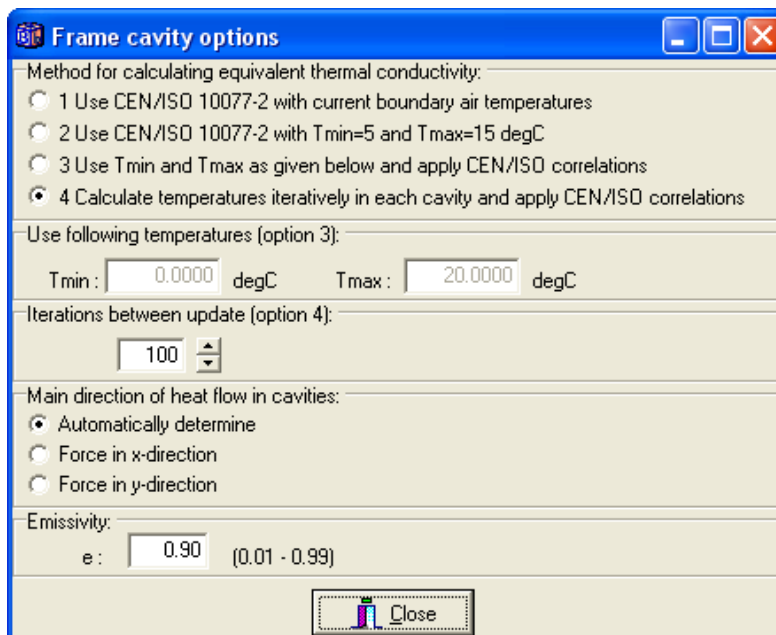 Frame cavity options
Method for calculating equivalent thermal conductivity:
1 Use CEN/ISO 10077-2 with current boundary air temperatures
2 Use CEN/ISO 10077-2 with Tmin=5 and Tmax=15 degC
3 Use Tmin and Tmax as given below and apply CEN/ISO correlations
4 Calculate temperatures iteratively in each cavity and apply CEN/ISO correlations
Use following temperatures (option 3):
Tmin : 0.0000 degC Tmax : 20.0000 degC
Iterations between update (option 4):
100
Main direction of heat flow in cavities:
Automatically determine
Force in x-direction
Force in y-direction
Emissivity:
e : 0.90 (0.01 - 0.99)
Close